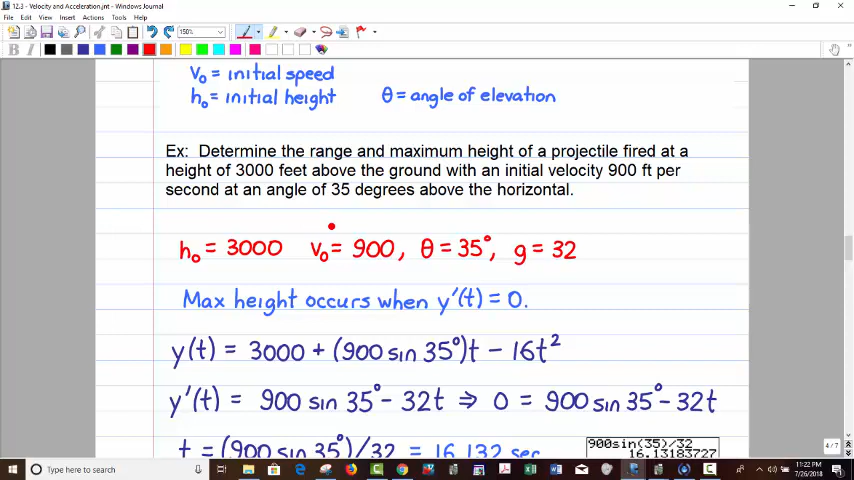 12.3 - Velocity and Acceleration.jnt - Windows Journal
File Edit View Insert Actions Tools Help
150%
B I
v₀ = initial speed
h₀ = initial height θ = angle of elevation
Ex: Determine the range and maximum height of a projectile fired at a
height of 3000 feet above the ground with an initial velocity 900 ft per
second at an angle of 35 degrees above the horizontal.
h₀ = 3000 v₀ = 900, θ = 35°, g = 32
Max height occurs when y'(t) = 0.
y(t) = 3000 + (900 sin 35°)t - 16t²
y'(t) = 900 sin 35° - 32t ⇒ 0 = 900 sin 35° - 32t
t = (900 sin 35°)/32 = 16.132 sec
900sin(35)/32
16.13183727
4 / 7
Type here to search
11:22 PM
7/26/2018